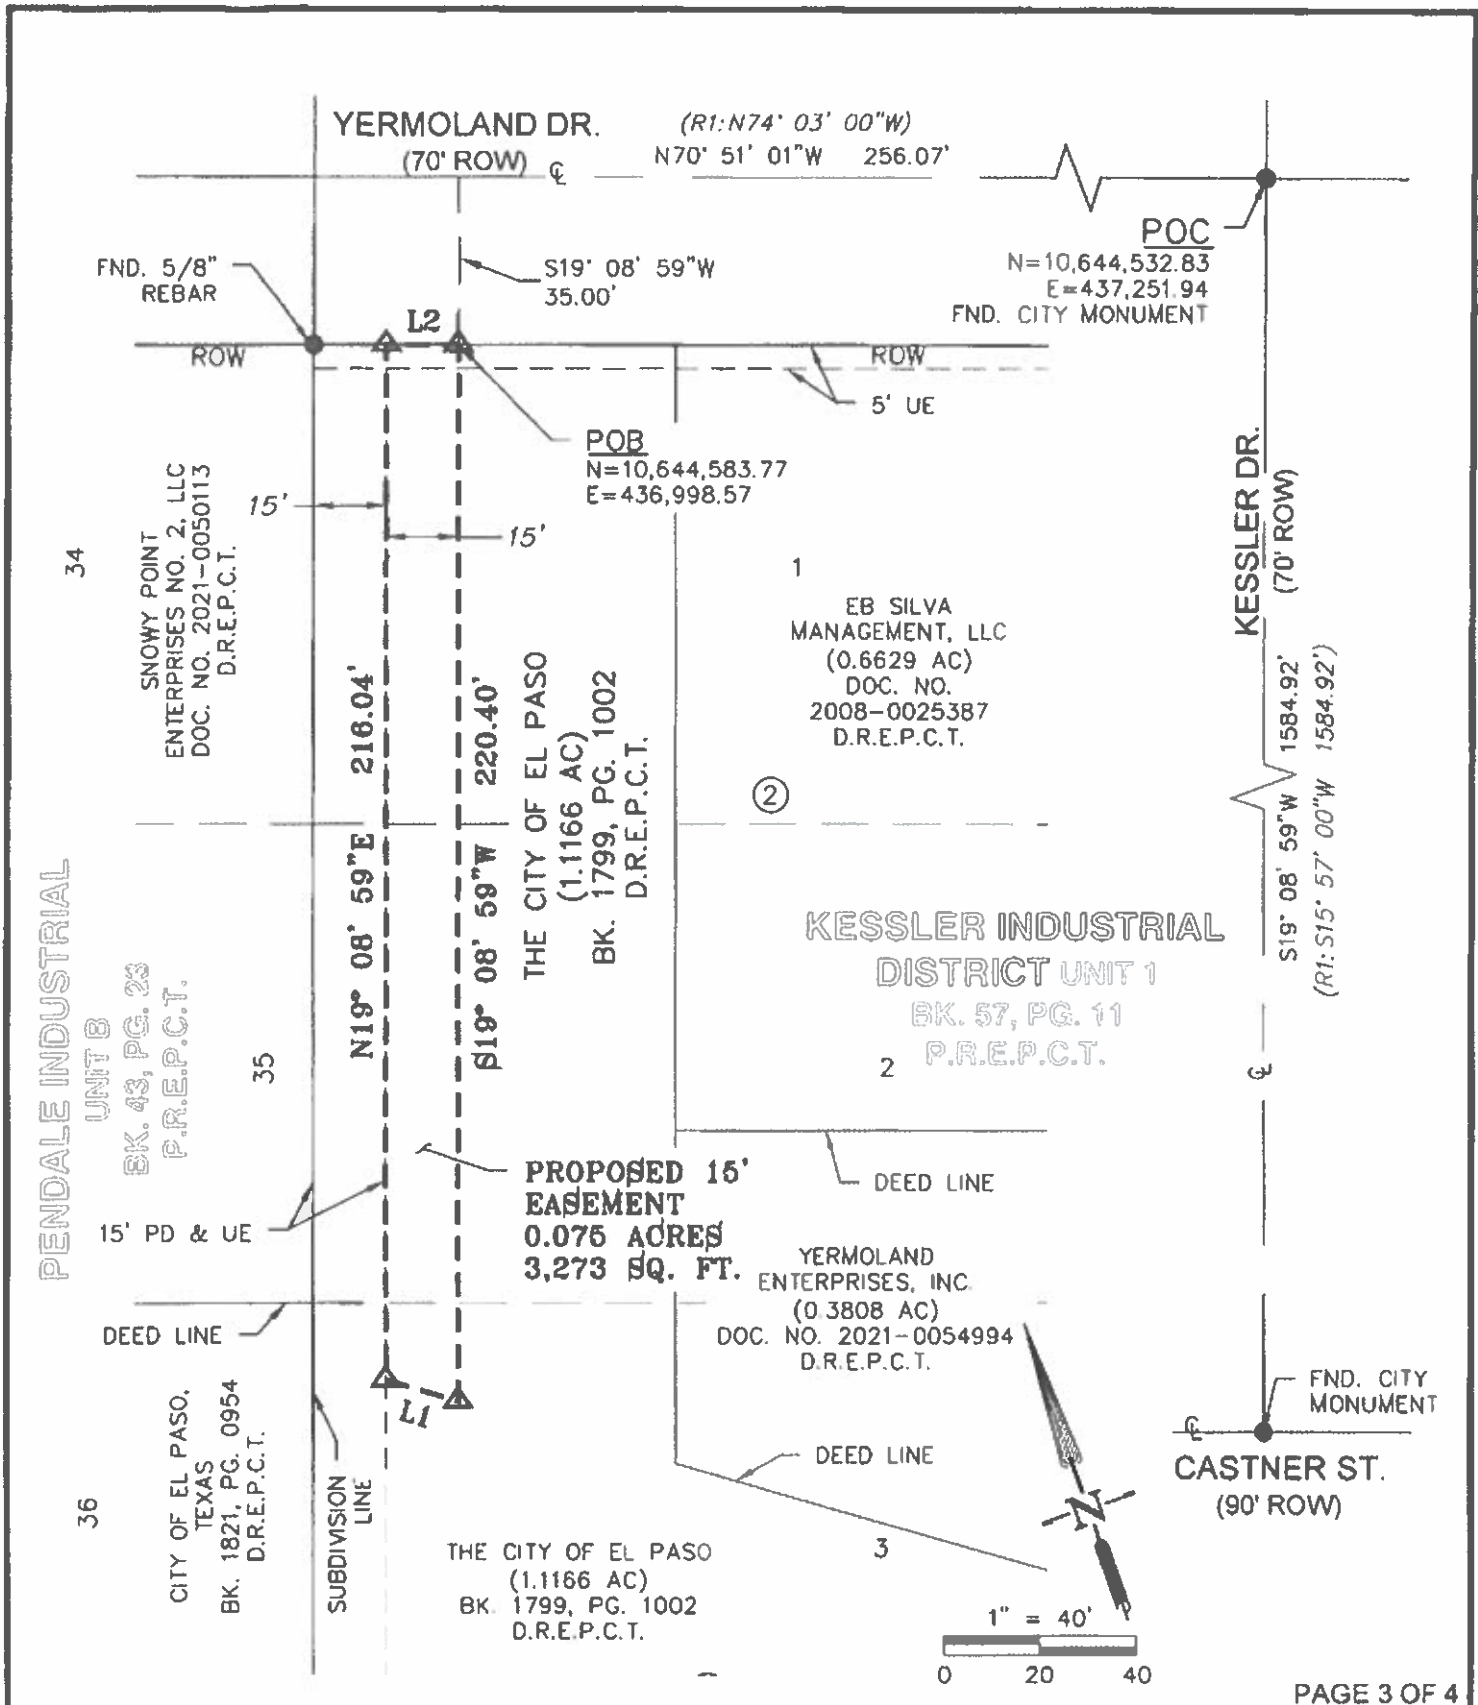 YERMOLAND DR.
(70' ROW)
℄
(R1:N74° 03' 00"W)
N70° 51' 01"W 256.07'
POC
N=10,644,532.83
E=437,251.94
FND. CITY MONUMENT
FND. 5/8"
REBAR
S19° 08' 59"W
35.00'
L2
ROW
ROW
5' UE
POB
N=10,644,583.77
E=436,998.57
15'
15'
34
SNOWY POINT
ENTERPRISES NO. 2, LLC
DOC. NO. 2021-0050113
D.R.E.P.C.T.
N19° 08' 59"E 216.04'
S19° 08' 59"W 220.40'
THE CITY OF EL PASO
(1.1166 AC)
BK. 1799, PG. 1002
D.R.E.P.C.T.
1
EB SILVA
MANAGEMENT, LLC
(0.6629 AC)
DOC. NO.
2008-0025387
D.R.E.P.C.T.
2
KESSLER DR.
(70' ROW)
S19° 08' 59"W 1584.92'
(R1:S15° 57' 00"W 1584.92')
℄
KESSLER INDUSTRIAL
DISTRICT UNIT 1
BK. 57, PG. 11
P.R.E.P.C.T.
2
PENDALE INDUSTRIAL
UNIT B
BK. 43, PG. 23
P.R.E.P.C.T.
35
DEED LINE
PROPOSED 15'
EASEMENT
0.075 ACRES
3,273 SQ. FT.
15' PD & UE
YERMOLAND
ENTERPRISES, INC.
(0.3808 AC)
DOC. NO. 2021-0054994
D.R.E.P.C.T.
DEED LINE
L1
FND. CITY
MONUMENT
℄
CASTNER ST.
(90' ROW)
DEED LINE
36
CITY OF EL PASO,
TEXAS
BK. 1821, PG. 0954
D.R.E.P.C.T.
SUBDIVISION
LINE
THE CITY OF EL PASO
(1.1166 AC)
BK. 1799, PG. 1002
D.R.E.P.C.T.
3
N
1" = 40'
0 20 40
PAGE 3 OF 4